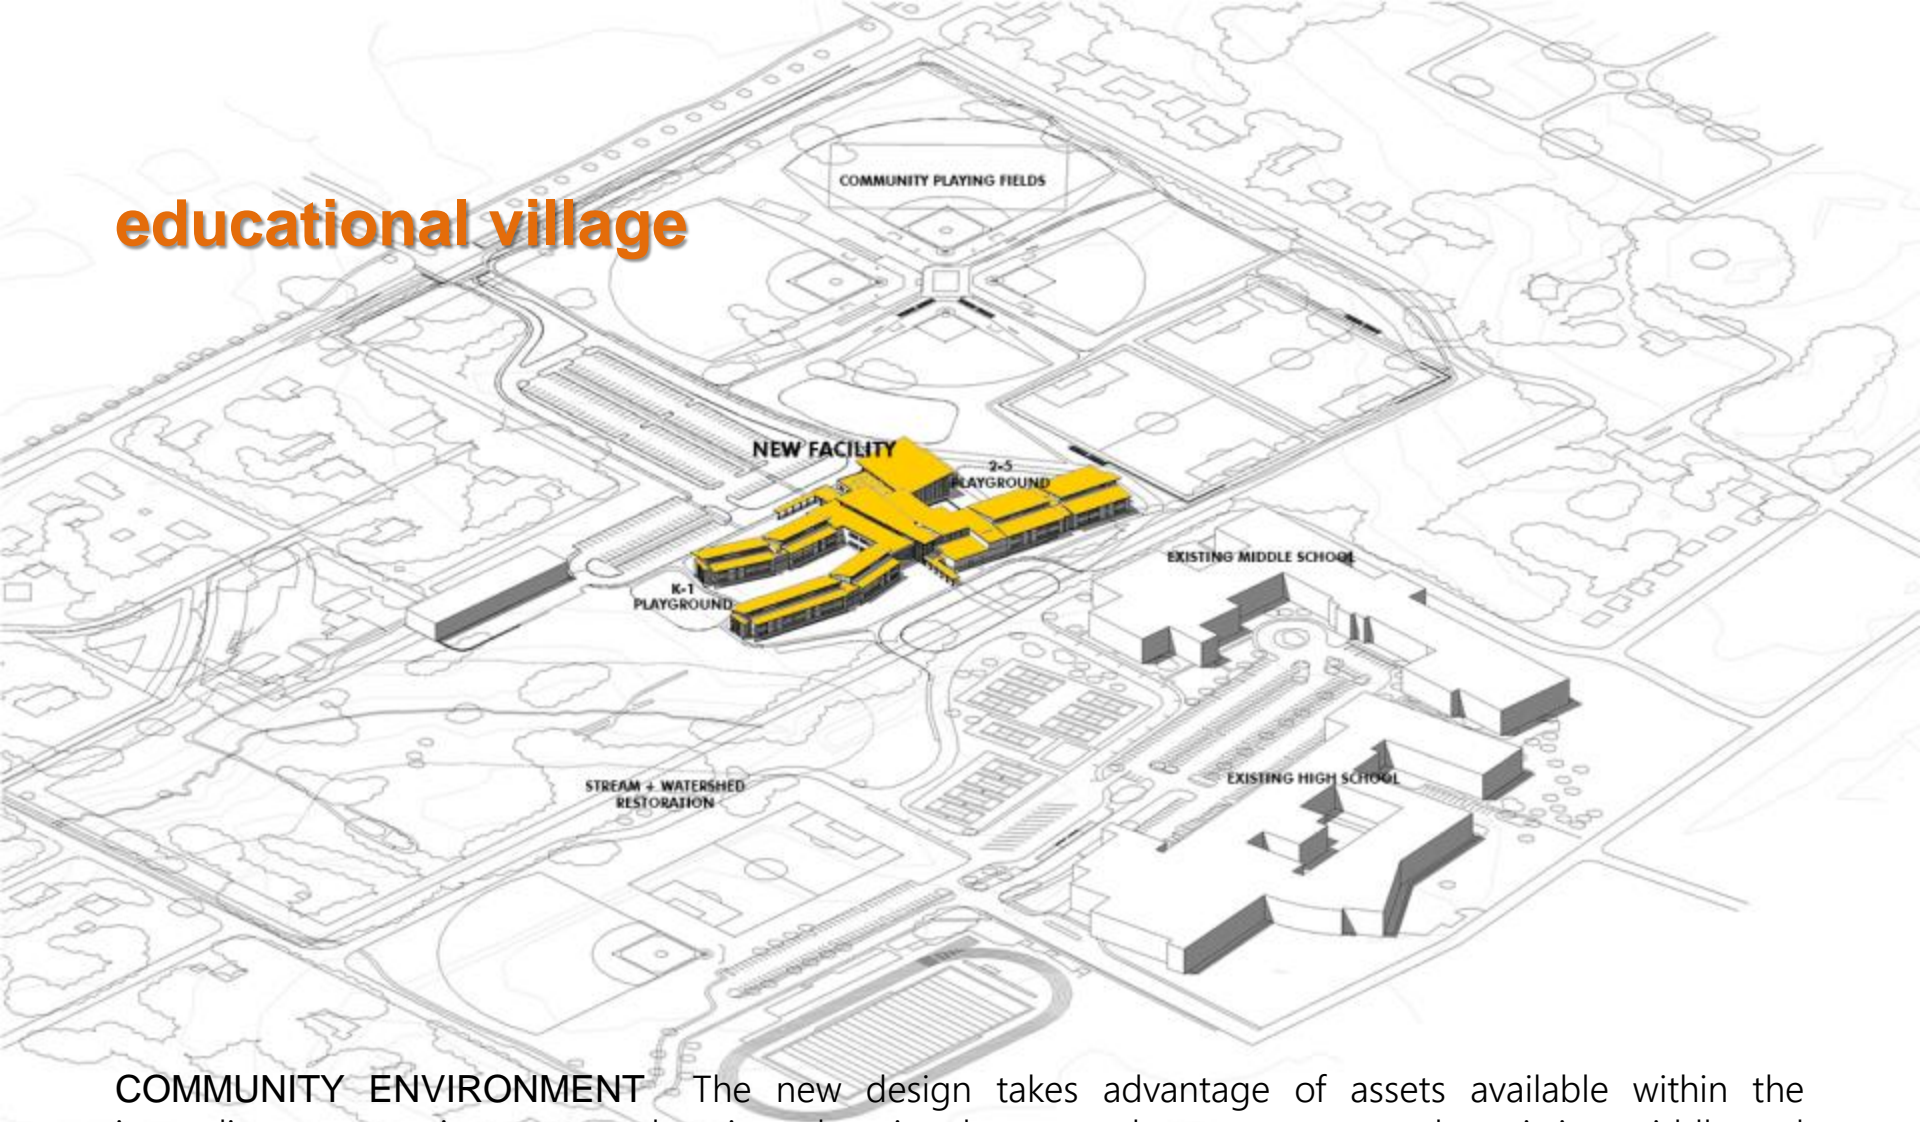 COMMUNITY PLAYING FIELDS
educational village
NEW FACILITY
2-5
PLAYGROUND
EXISTING MIDDLE SCHOOL
K-1
PLAYGROUND
EXISTING HIGH SCHOOL
STREAM + WATERSHED
RESTORATION
COMMUNITY ENVIRONMENT The new design takes advantage of assets available within the